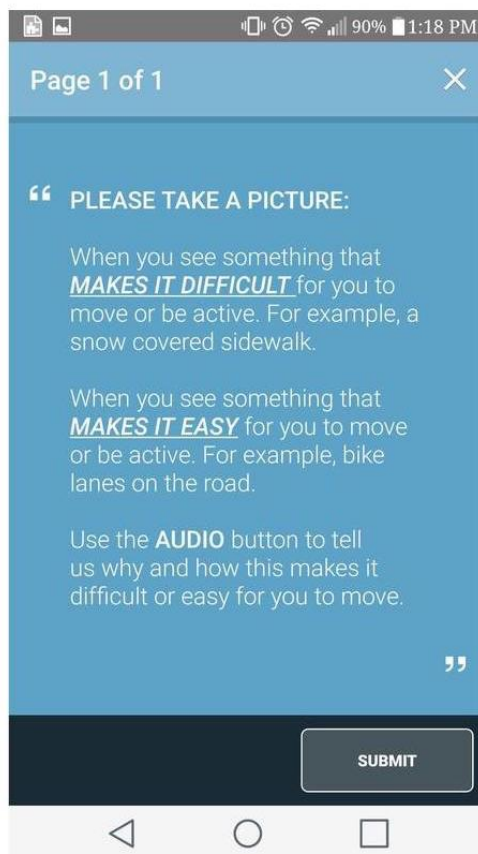 90% 1:18 PM
Page 1 of 1
“ PLEASE TAKE A PICTURE:
When you see something that
MAKES IT DIFFICULT for you to
move or be active. For example, a
snow covered sidewalk.
When you see something that
MAKES IT EASY for you to move
or be active. For example, bike
lanes on the road.
Use the AUDIO button to tell
us why and how this makes it
difficult or easy for you to move.
”
SUBMIT